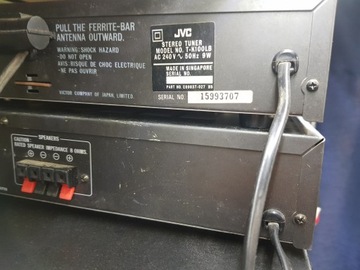 PULL THE FERRITE-BAR
ANTENNA OUTWARD.
WARNING: SHOCK HAZARD
-DO NOT OPEN
AVIS: RISQUE DE CHOC ELECTRIQUE
-NE PAS OUVRIR
VICTOR COMPANY OF JAPAN, LIMITED.
JVC
STEREO TUNER
MODEL NO. T-K100LB
AC 240V ∿ 50Hz 9W
MADE IN SINGAPORE
SERIAL NO.
SERIAL NO. 15993707
CAUTION:
SPEAKERS
RATED SPEAKER IMPEDANCE 8 OHMS.
⊕ ⊖ ⊖ ⊕